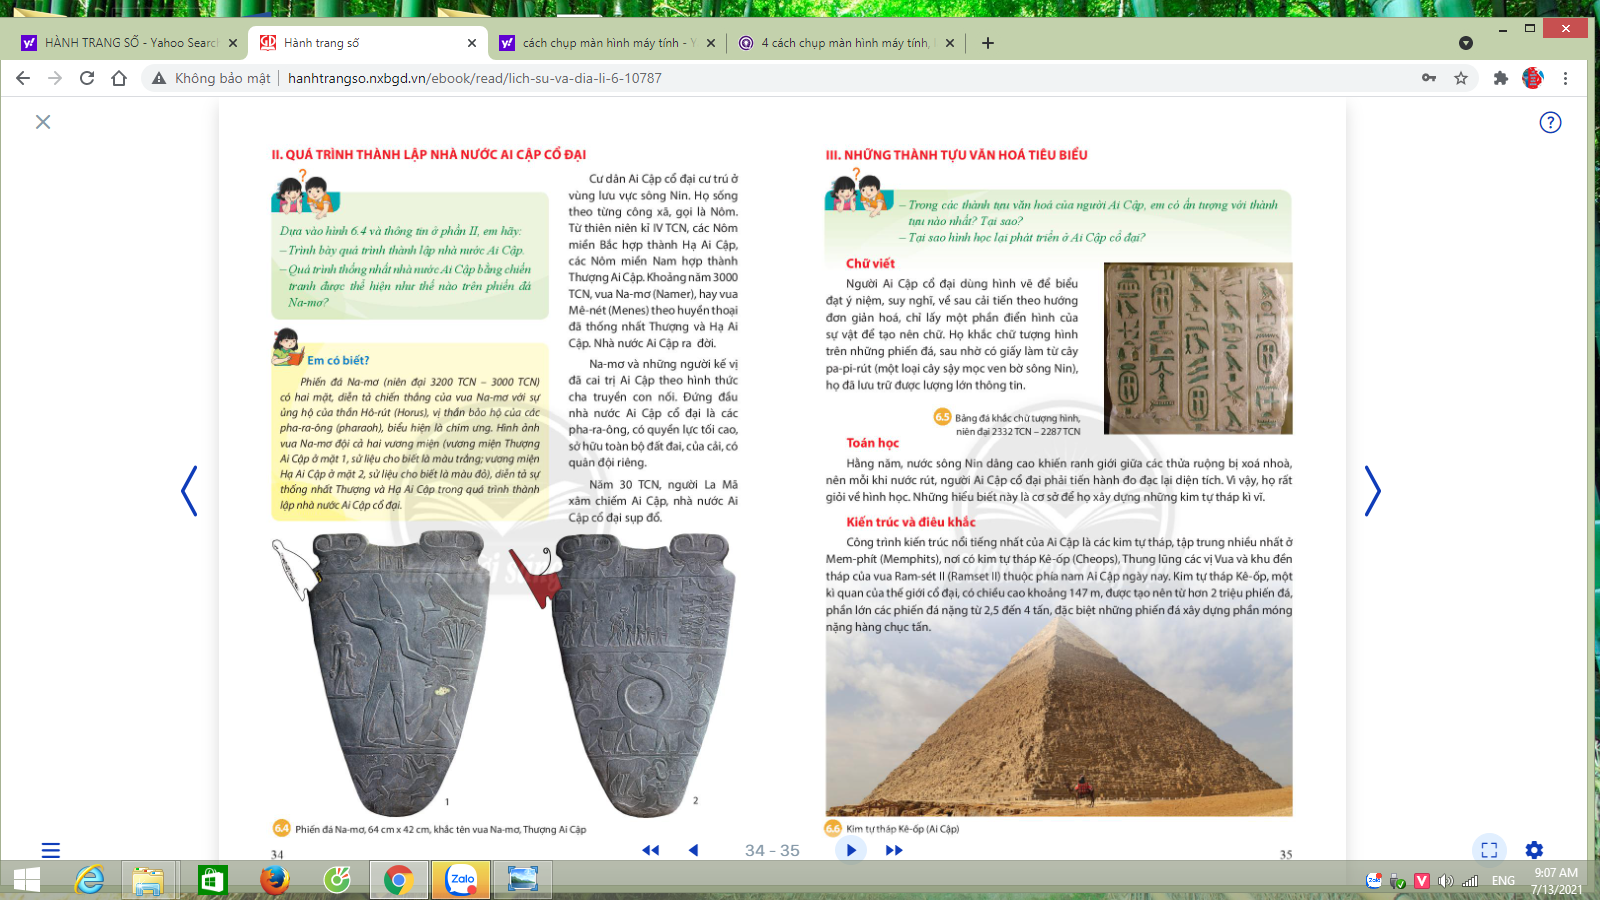 HÀNH TRANG SỐ - Yahoo Search
Hành trang số
cách chụp màn hình máy tính - Y
4 cách chụp màn hình máy tính,
Không bảo mật
hanhtrangso.nxbgd.vn/ebook/read/lich-su-va-dia-li-6-10787
II. QUÁ TRÌNH THÀNH LẬP NHÀ NƯỚC AI CẬP CỔ ĐẠI
Dựa vào hình 6.4 và thông tin ở phần II, em hãy:
– Trình bày quá trình thành lập nhà nước Ai Cập.
– Quá trình thống nhất nhà nước Ai Cập bằng chiến
tranh được thể hiện như thế nào trên phiến đá
Na-mơ?
Em có biết?
Phiến đá Na-mơ (niên đại 3200 TCN – 3000 TCN)
có hai mặt, diễn tả chiến thắng của vua Na-mơ với sự
ủng hộ của thần Hô-rút (Horus), vị thần bảo hộ của các
pha-ra-ông (pharaoh), biểu hiện là chim ưng. Hình ảnh
vua Na-mơ đội cả hai vương miện (vương miện Thượng
Ai Cập ở mặt 1, sử liệu cho biết là màu trắng; vương miện
Hạ Ai Cập ở mặt 2, sử liệu cho biết là màu đỏ), diễn tả sự
thống nhất Thượng và Hạ Ai Cập trong quá trình thành
lập nhà nước Ai Cập cổ đại.
Cư dân Ai Cập cổ đại cư trú ở
vùng lưu vực sông Nin. Họ sống
theo từng công xã, gọi là Nôm.
Từ thiên niên kỉ IV TCN, các Nôm
miền Bắc hợp thành Hạ Ai Cập,
các Nôm miền Nam hợp thành
Thượng Ai Cập. Khoảng năm 3000
TCN, vua Na-mơ (Namer), hay vua
Mê-nét (Menes) theo huyền thoại
đã thống nhất Thượng và Hạ Ai
Cập. Nhà nước Ai Cập ra đời.
Na-mơ và những người kế vị
đã cai trị Ai Cập theo hình thức
cha truyền con nối. Đứng đầu
nhà nước Ai Cập cổ đại là các
pha-ra-ông, có quyền lực tối cao,
sở hữu toàn bộ đất đai, của cải, có
quân đội riêng.
Năm 30 TCN, người La Mã
xâm chiếm Ai Cập, nhà nước Ai
Cập cổ đại sụp đổ.
1
2
6.4 Phiến đá Na-mơ, 64 cm x 42 cm, khắc tên vua Na-mơ, Thượng Ai Cập
34
III. NHỮNG THÀNH TỰU VĂN HOÁ TIÊU BIỂU
– Trong các thành tựu văn hoá của người Ai Cập, em có ấn tượng với thành
tựu nào nhất? Tại sao?
– Tại sao hình học lại phát triển ở Ai Cập cổ đại?
Chữ viết
Người Ai Cập cổ đại dùng hình vẽ để biểu
đạt ý niệm, suy nghĩ, về sau cải tiến theo hướng
đơn giản hoá, chỉ lấy một phần điển hình của
sự vật để tạo nên chữ. Họ khắc chữ tượng hình
trên những phiến đá, sau nhờ có giấy làm từ cây
pa-pi-rút (một loại cây sậy mọc ven bờ sông Nin),
họ đã lưu trữ được lượng lớn thông tin.
6.5 Bảng đá khắc chữ tượng hình,
niên đại 2332 TCN – 2287 TCN
Toán học
Hằng năm, nước sông Nin dâng cao khiến ranh giới giữa các thửa ruộng bị xoá nhoà,
nên mỗi khi nước rút, người Ai Cập cổ đại phải tiến hành đo đạc lại diện tích. Vì vậy, họ rất
giỏi về hình học. Những hiểu biết này là cơ sở để họ xây dựng những kim tự tháp kì vĩ.
Kiến trúc và điêu khắc
Công trình kiến trúc nổi tiếng nhất của Ai Cập là các kim tự tháp, tập trung nhiều nhất ở
Mem-phít (Memphits), nơi có kim tự tháp Kê-ốp (Cheops), Thung lũng các vị Vua và khu đền
tháp của vua Ram-sét II (Ramset II) thuộc phía nam Ai Cập ngày nay. Kim tự tháp Kê-ốp, một
kì quan của thế giới cổ đại, có chiều cao khoảng 147 m, được tạo nên từ hơn 2 triệu phiến đá,
phần lớn các phiến đá nặng từ 2,5 đến 4 tấn, đặc biệt những phiến đá xây dựng phần móng
nặng hàng chục tấn.
6.6 Kim tự tháp Kê-ốp (Ai Cập)
35
34 - 35
Zalo
ENG
9:07 AM
7/13/2021